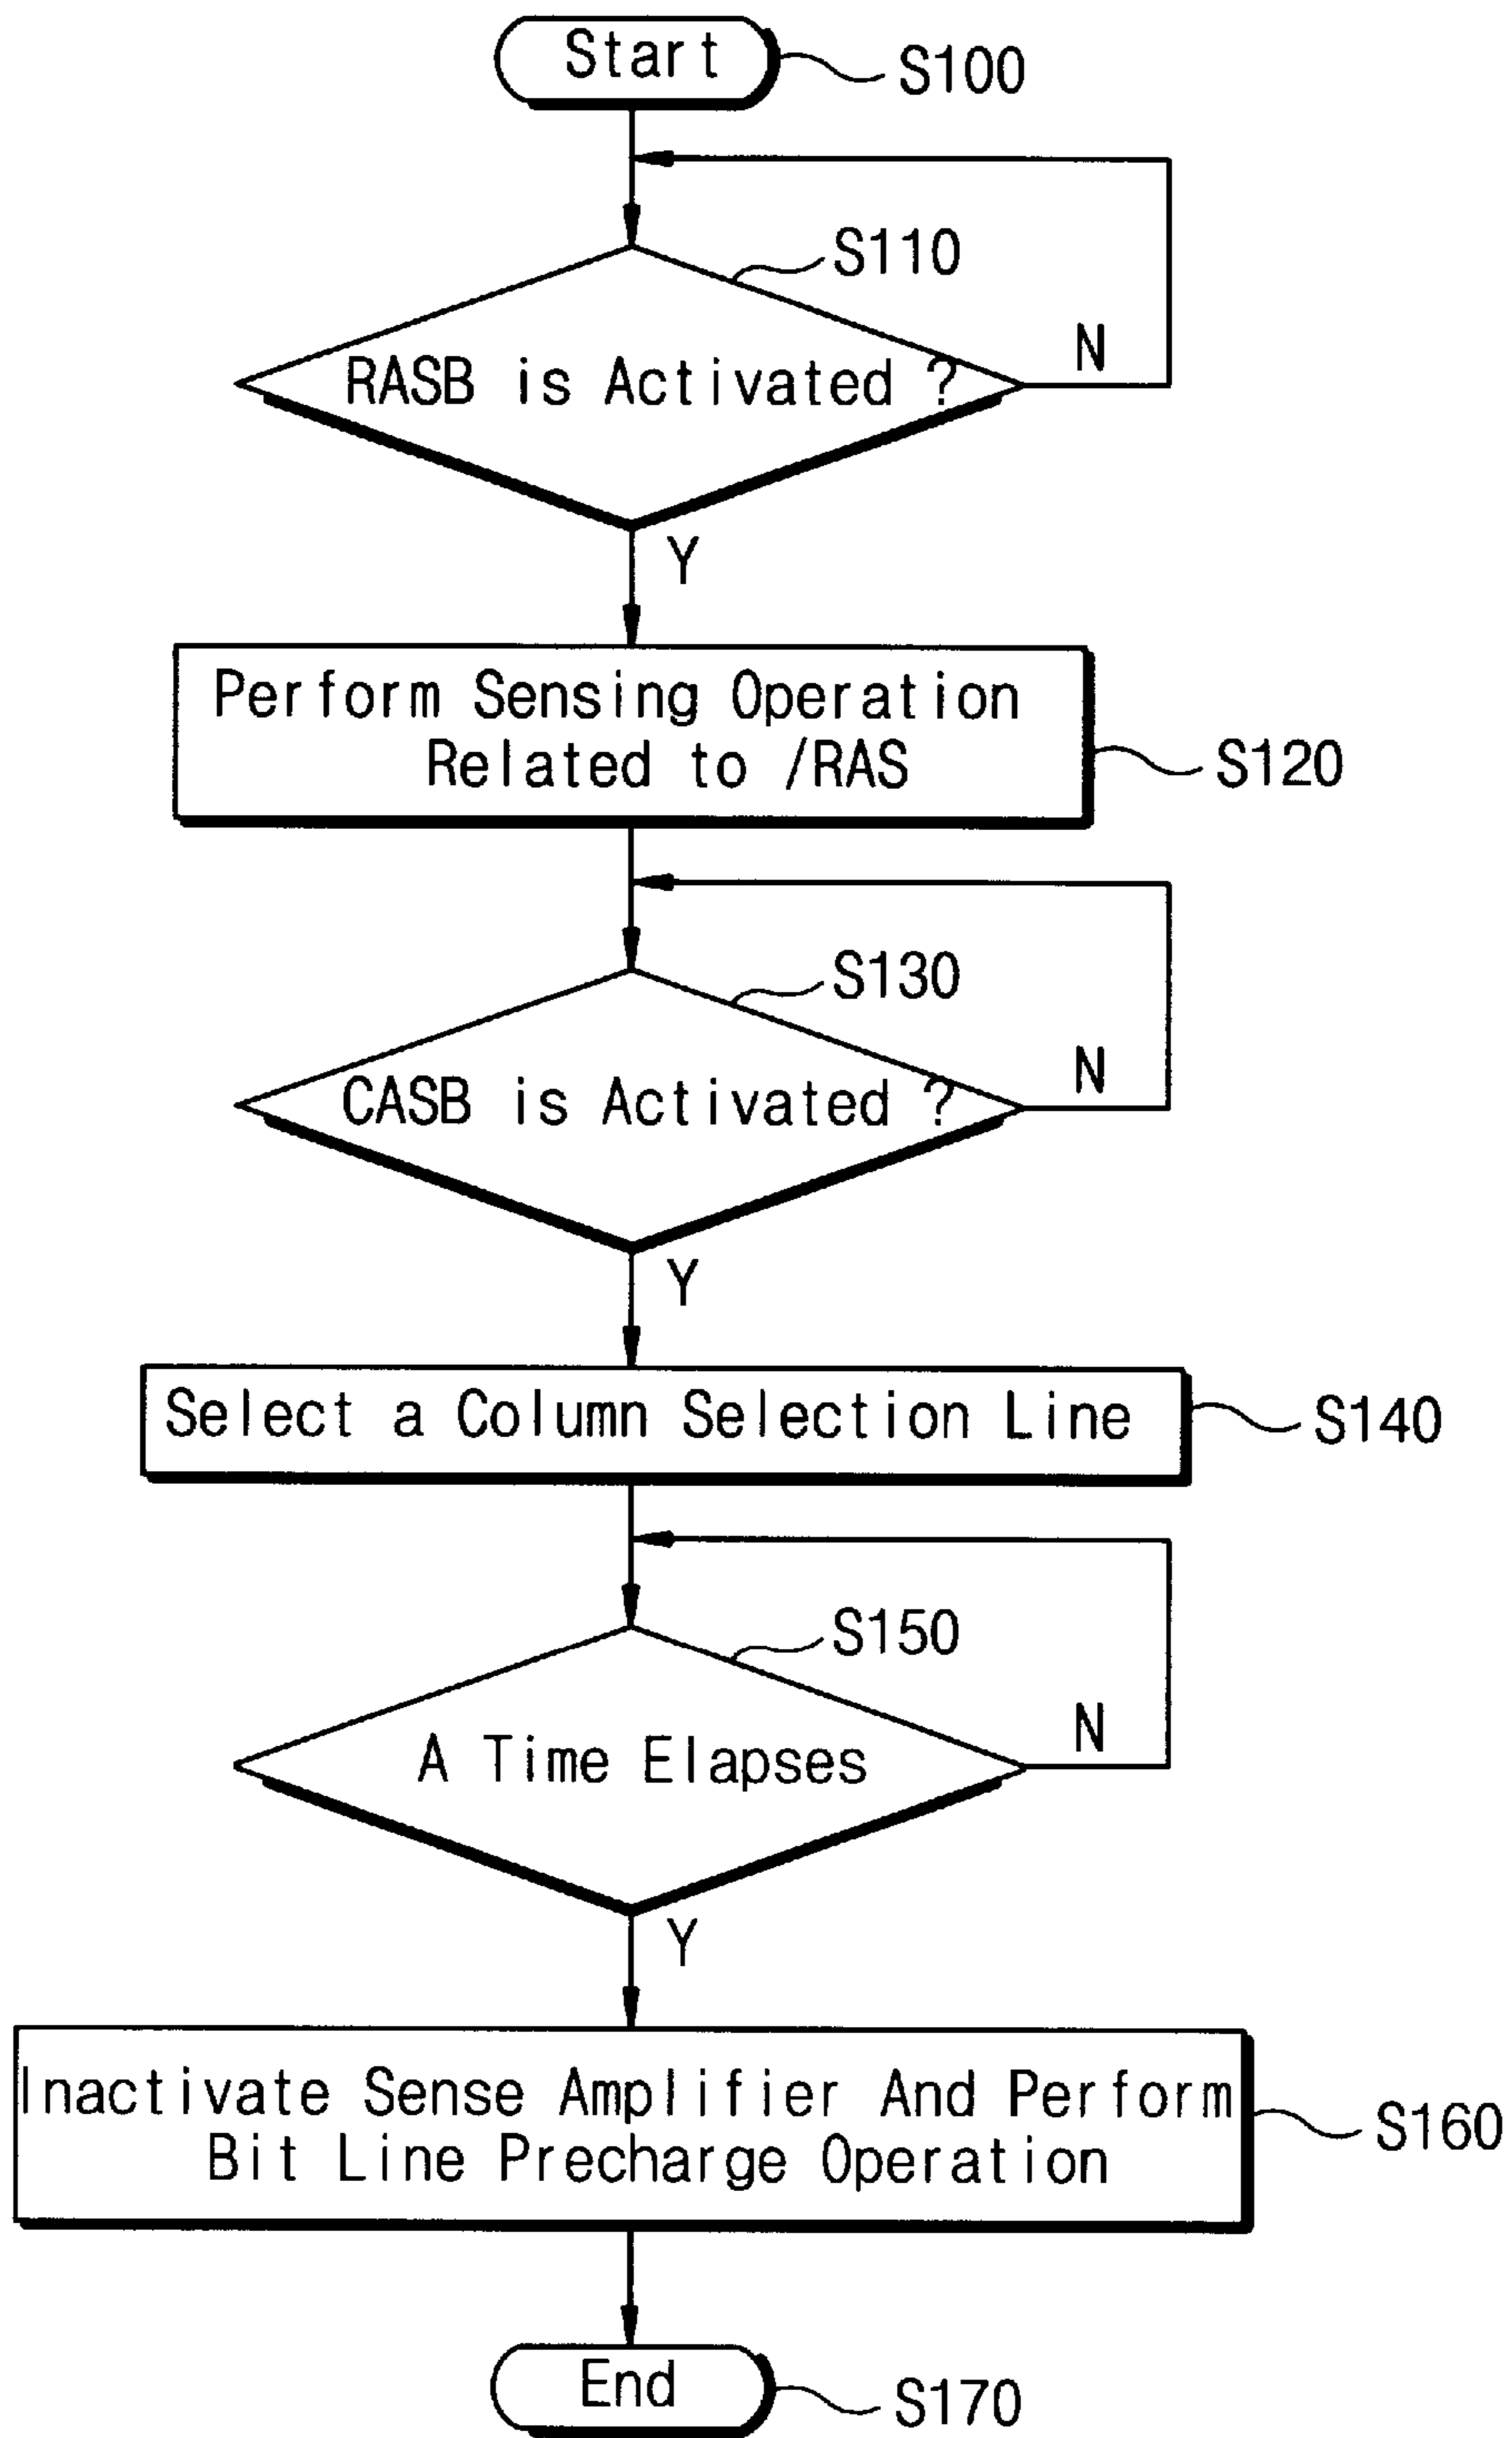 Start
S100
S110
RASB is Activated ?
N
Y
Perform Sensing Operation
Related to /RAS
S120
S130
CASB is Activated ?
N
Y
Select a Column Selection Line
S140
S150
A Time Elapses
N
Y
Inactivate Sense Amplifier And Perform
Bit Line Precharge Operation
S160
End
S170